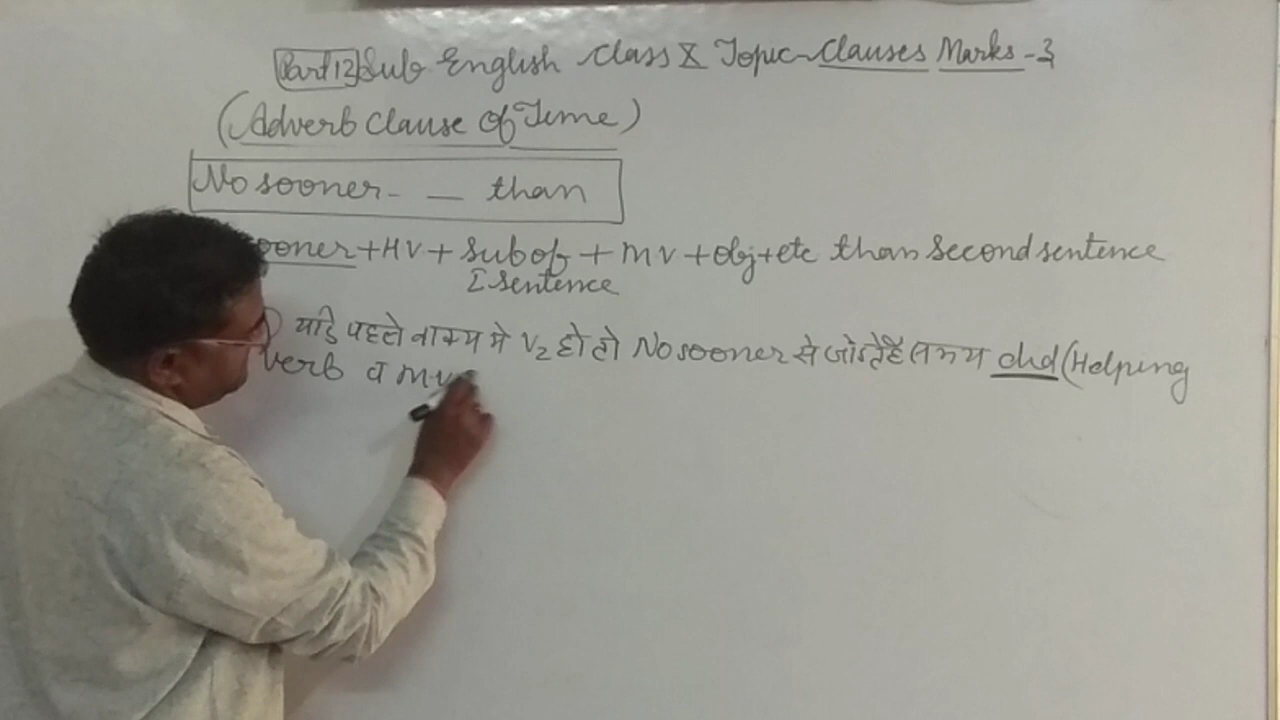 Part 12 Sub English Class X Topic - Clauses Marks - 3
(Adverb Clause of Time)
No sooner - — than
ooner + HV + Sub of + mv + obj + etc than Second sentence
I sentence
यदि पहले वाक्य मे V2 हो तो No sooner से जोड़ते समय did (Helping
Verb व mv